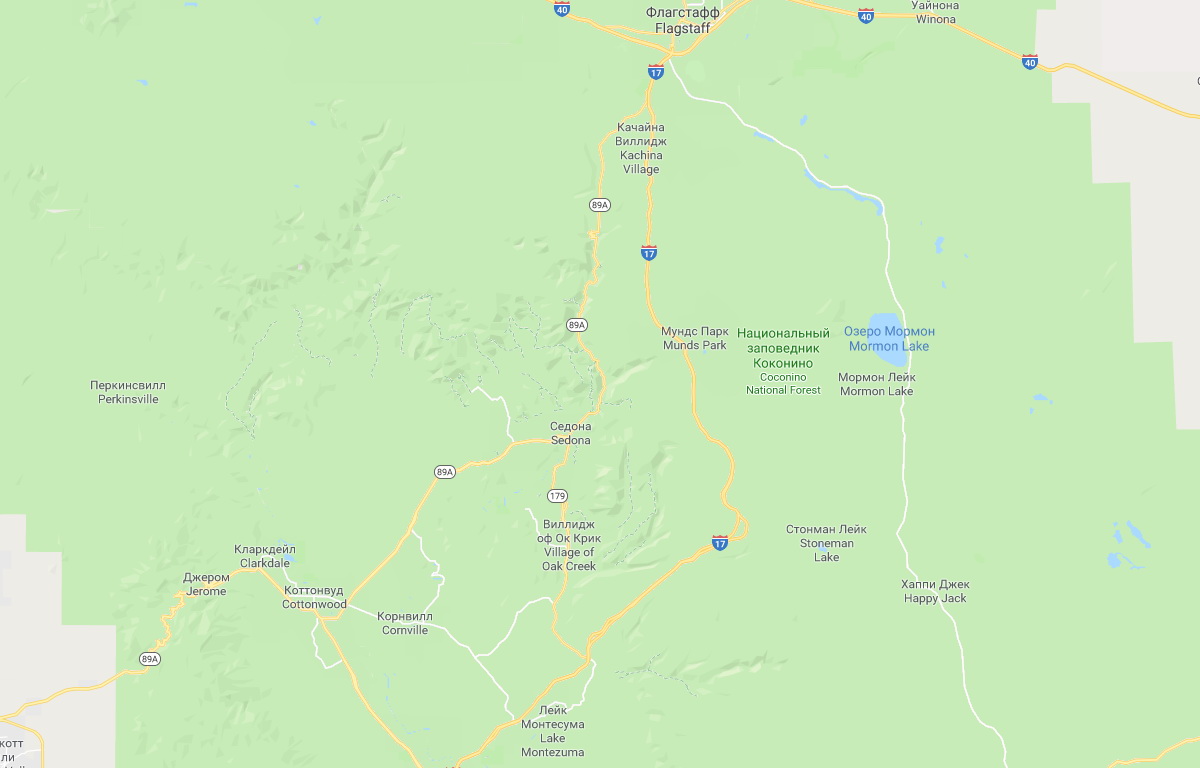 40
Флагстафф
Flagstaff
40
Уайнона
Winona
40
17
Качайна
Виллидж
Kachina
Village
89A
17
89A
Мундс Парк
Munds Park
Национальный
заповедник
Коконино
Coconino
National Forest
Озеро Мормон
Mormon Lake
Мормон Лейк
Mormon Lake
Перкинсвилл
Perkinsville
Седона
Sedona
89A
179
Виллидж
оф Ок Крик
Village of
Oak Creek
17
Стонман Лейк
Stoneman
Lake
Кларкдейл
Clarkdale
Джером
Jerome
Коттонвуд
Cottonwood
Корнвилл
Cornville
Хаппи Джек
Happy Jack
89A
Лейк
Монтесума
Lake
Montezuma
котт
ли